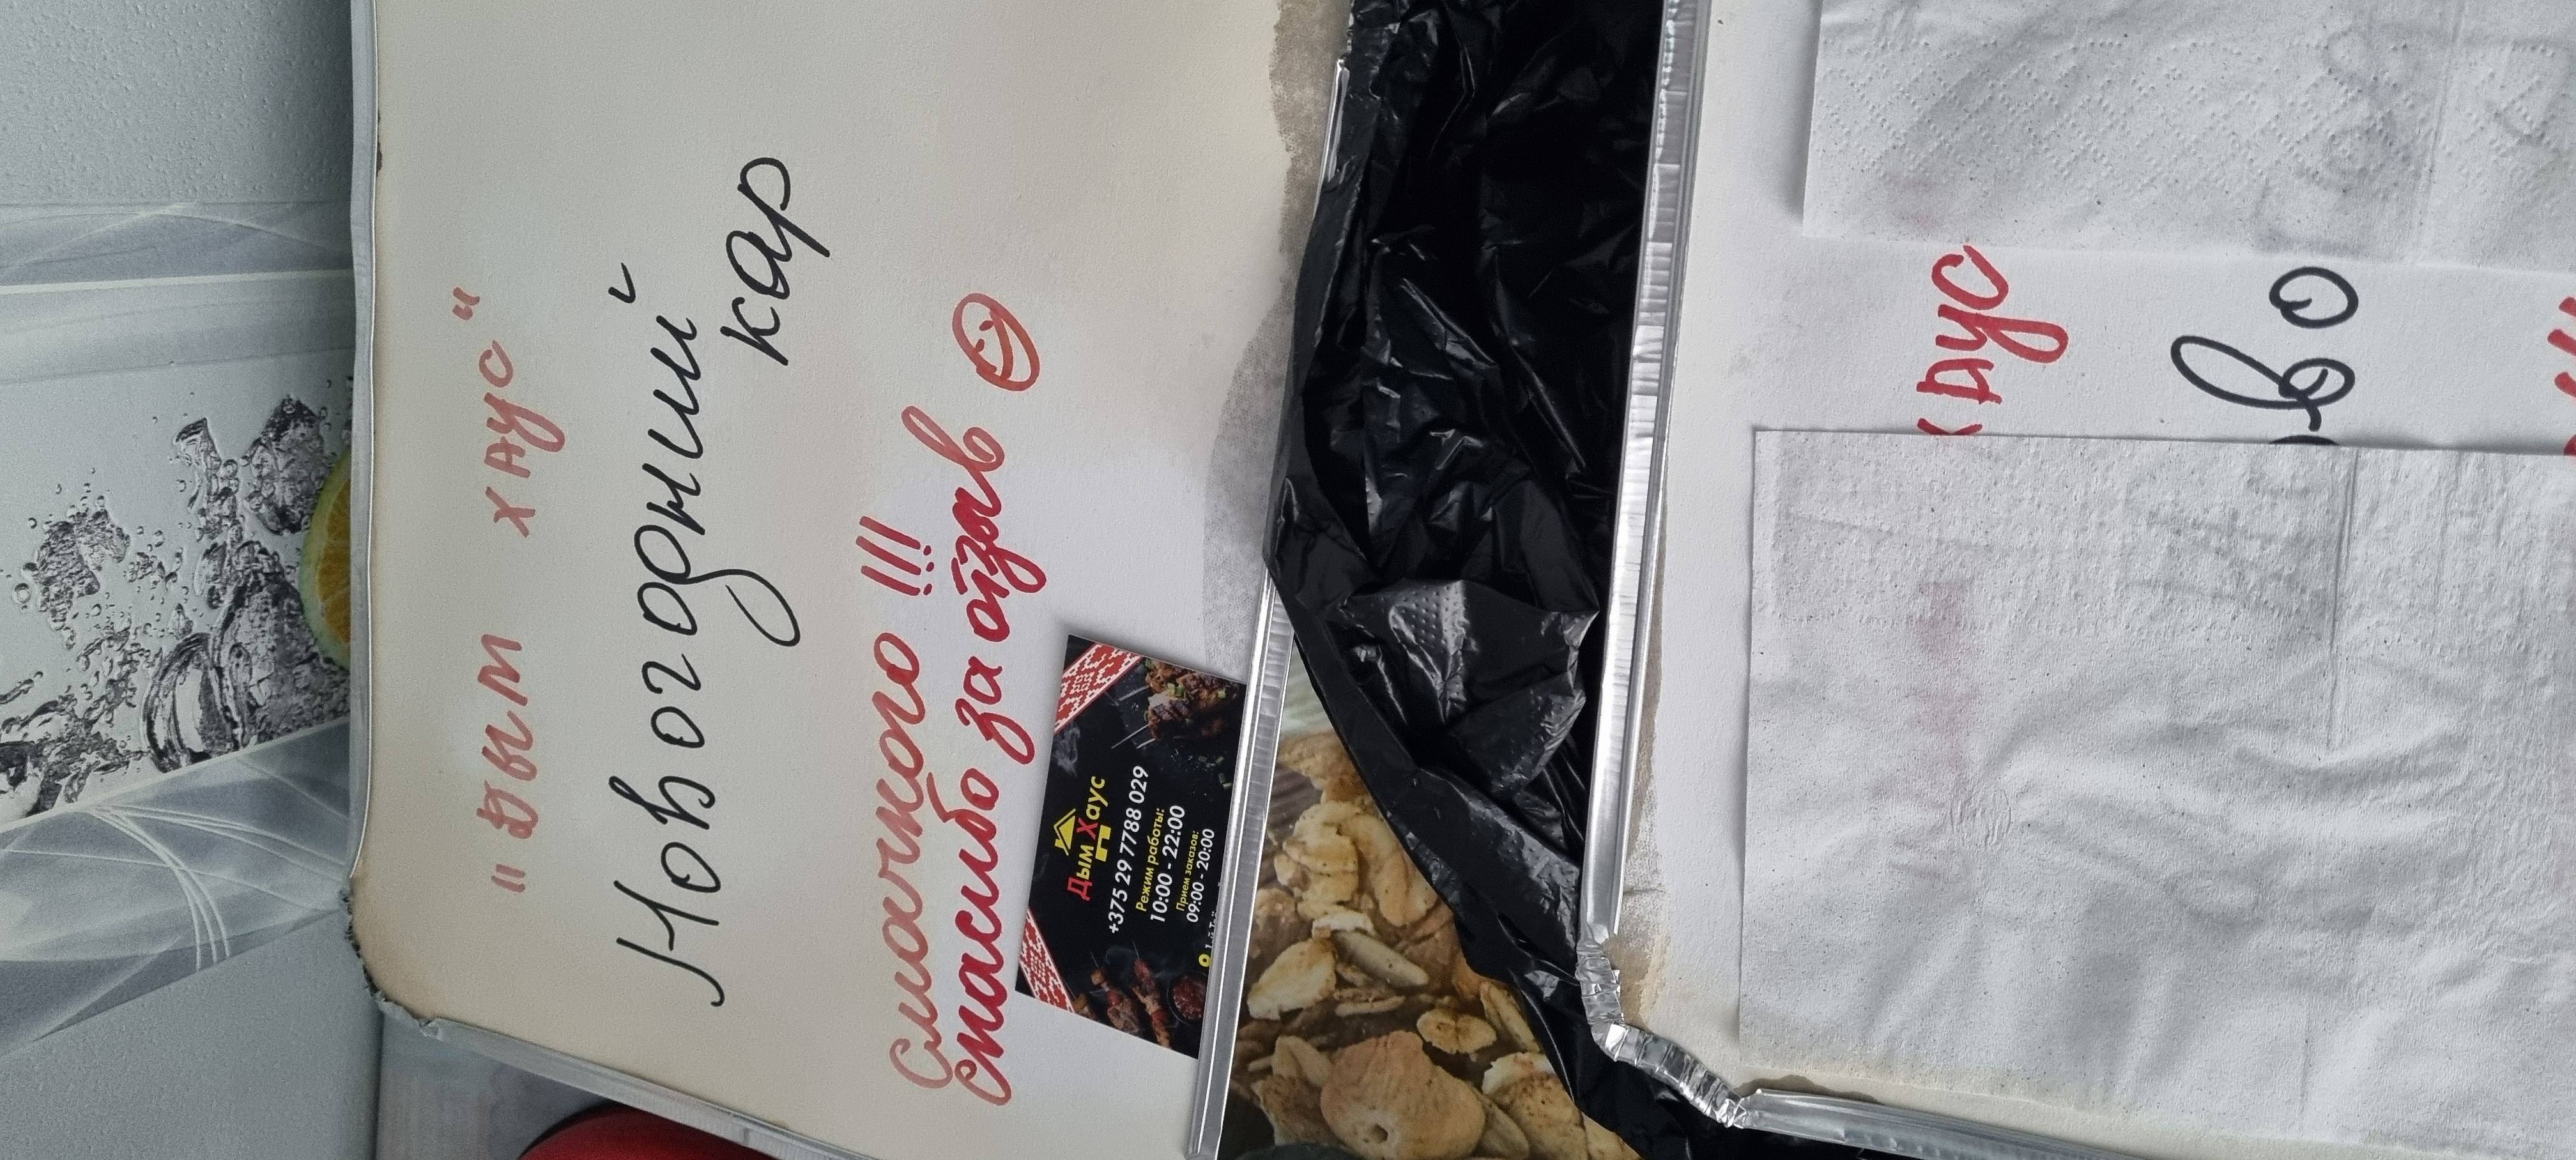 "Дым хаус"
Новогодний
кар
Смачного !!!
спасибо за отзыв
Дым Хаус
+375 29 7788 029
Режим работы:
10:00 - 22:00
Прием заказов:
09:00 - 20:00
хаус
во